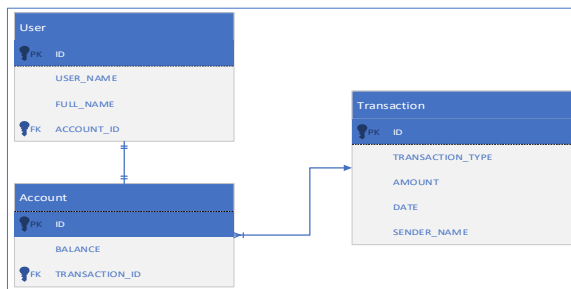 User
PK ID
USER_NAME
FULL_NAME
FK ACCOUNT_ID
Transaction
PK ID
TRANSACTION_TYPE
AMOUNT
DATE
SENDER_NAME
Account
PK ID
BALANCE
FK TRANSACTION_ID